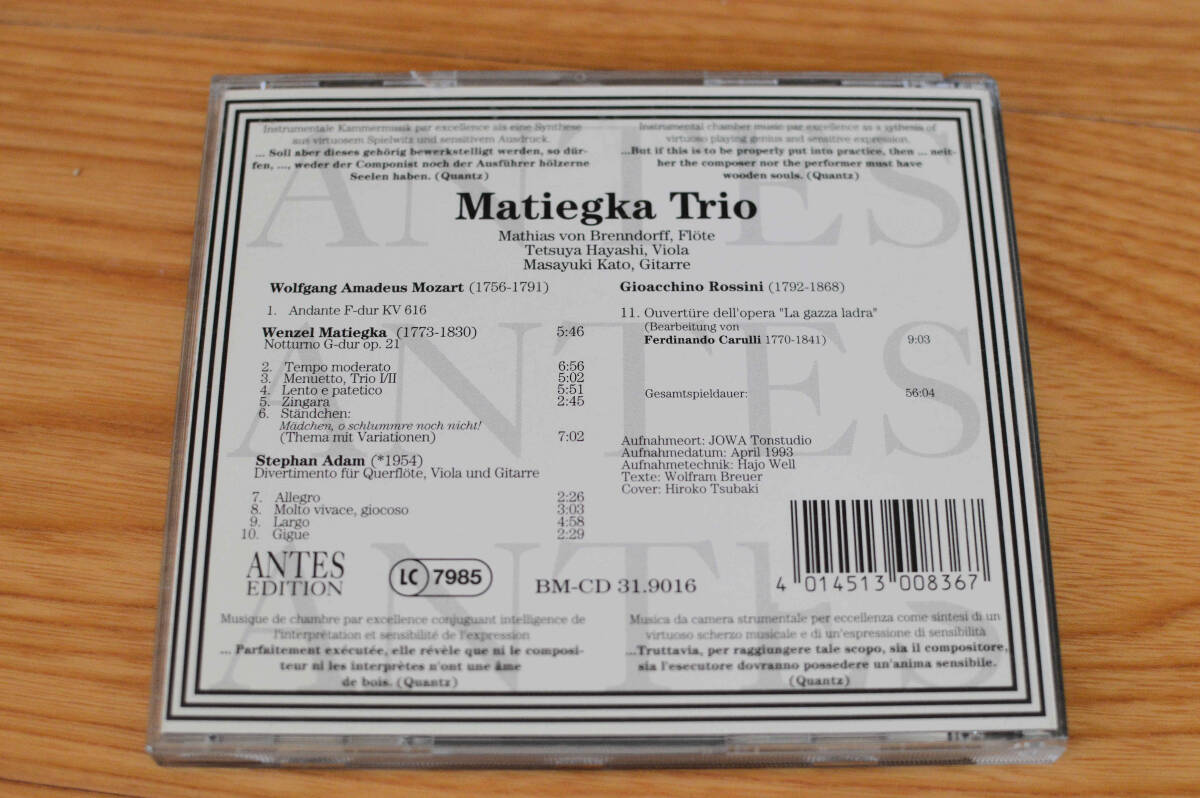 Instrumentale Kammermusik par excellence als eine Synthese
aus virtuosem Spielwitz und sensitivem Ausdruck.
... Soll aber dieses gehörig bewerkstelligt werden, so dür-
fen, ..., weder der Componist noch der Ausführer hölzerne
Seelen haben. (Quantz)
Instrumental chamber music par excellence as a sythesis of
virtuoso playing genius and sensitive expression.
...But if this is to be properly put into practice, then ... neit-
her the composer nor the performer must have
wooden souls. (Quantz)
ANTES
Matiegka Trio
Mathias von Brenndorff, Flöte
Tetsuya Hayashi, Viola
Masayuki Kato, Gitarre
Wolfgang Amadeus Mozart (1756-1791)
1. Andante F-dur KV 616
Wenzel Matiegka (1773-1830) 5:46
Notturno G-dur op. 21
2. Tempo moderato 6:56
3. Menuetto, Trio I/II 5:02
4. Lento e patetico 5:51
5. Zingara 2:45
6. Ständchen:
Mädchen, o schlummre noch nicht!
(Thema mit Variationen) 7:02
Stephan Adam (*1954)
Divertimento für Querflöte, Viola und Gitarre
7. Allegro 2:26
8. Molto vivace, giocoso 3:03
9. Largo 4:58
10. Gigue 2:29
Gioacchino Rossini (1792-1868)
11. Ouvertüre dell'opera "La gazza ladra"
(Bearbeitung von
Ferdinando Carulli 1770-1841) 9:03
Gesamtspieldauer: 56:04
ANTES
Aufnahmeort: JOWA Tonstudio
Aufnahmedatum: April 1993
Aufnahmetechnik: Hajo Well
Texte: Wolfram Breuer
Cover: Hiroko Tsubaki
ANTES
ANTES
EDITION
LC 7985
BM-CD 31.9016
4 014513 008367
Musique de chambre par excellence conjuguant intelligence de
l'interprétation et sensibilité de l'expression
... Parfaitement exécutée, elle révèle que ni le composi-
teur ni les interprètes n'ont une âme
de bois. (Quantz)
Musica da camera strumentale per eccellenza come sintesi di un
virtuoso scherzo musicale e di un'espressione di sensibilità
...Truttavia, per raggiungere tale scopo, sia il compositore,
sia l'esecutore dovranno possedere un'anima sensibile.
(Quantz)